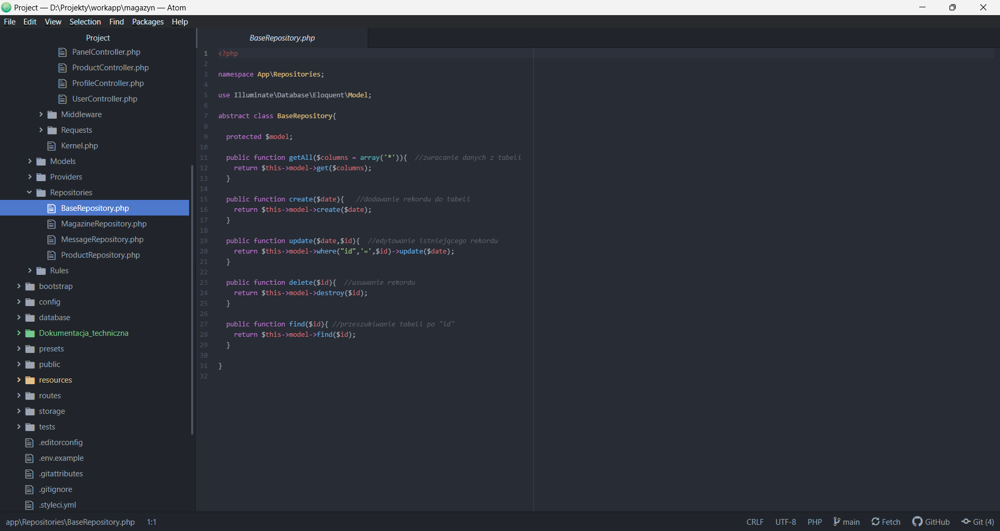 Project — D:\Projekty\workapp\magazyn — Atom
File Edit View Selection Find Packages Help
Project
PanelController.php
ProductController.php
ProfileController.php
UserController.php
Middleware
Requests
Kernel.php
Models
Providers
Repositories
BaseRepository.php
MagazineRepository.php
MessageRepository.php
ProductRepository.php
Rules
bootstrap
config
database
Dokumentacja_techniczna
presets
public
resources
routes
storage
tests
.editorconfig
.env.example
.gitattributes
.gitignore
.styleci.yml
BaseRepository.php
1 <?php
2
3 namespace App\Repositories;
4
5 use Illuminate\Database\Eloquent\Model;
6
7 abstract class BaseRepository{
8
9 protected $model;
10
11 public function getAll($columns = array('*')){ //zwracanie danych z tabeli
12 return $this->model->get($columns);
13 }
14
15 public function create($date){ //dodawanie rekordu do tabeli
16 return $this->model->create($date);
17 }
18
19 public function update($date,$id){ //edytowanie istniejącego rekordu
20 return $this->model->where("id",'=',$id)->update($date);
21 }
22
23 public function delete($id){ //usuwanie rekordu
24 return $this->model->destroy($id);
25 }
26
27 public function find($id){ //przeszukiwanie tabeli po "id"
28 return $this->model->find($id);
29 }
30
31 }
32
app\Repositories\BaseRepository.php 1:1 CRLF UTF-8 PHP main Fetch GitHub Git (4)